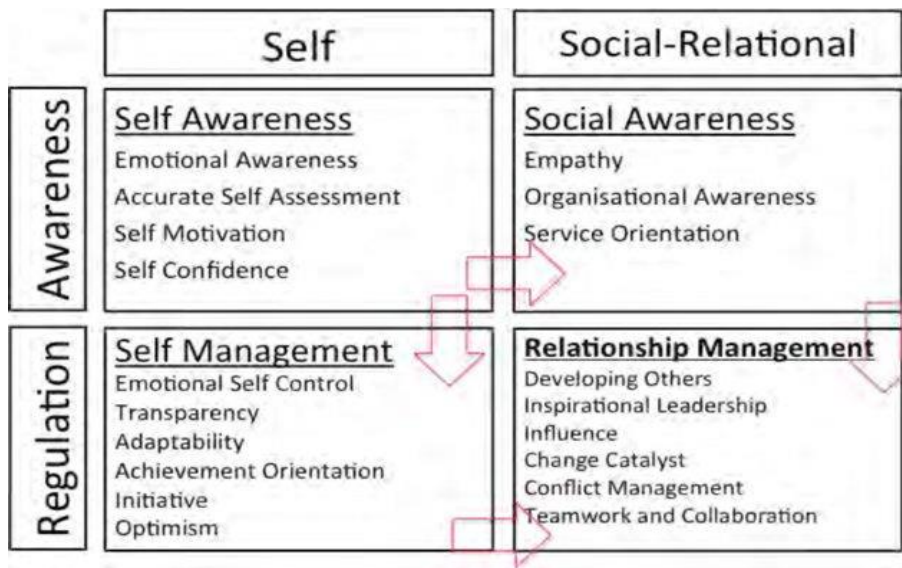 Self
Social-Relational
Awareness
Self Awareness
Emotional Awareness
Accurate Self Assessment
Self Motivation
Self Confidence
Social Awareness
Empathy
Organisational Awareness
Service Orientation
Regulation
Self Management
Emotional Self Control
Transparency
Adaptability
Achievement Orientation
Initiative
Optimism
Relationship Management
Developing Others
Inspirational Leadership
Influence
Change Catalyst
Conflict Management
Teamwork and Collaboration